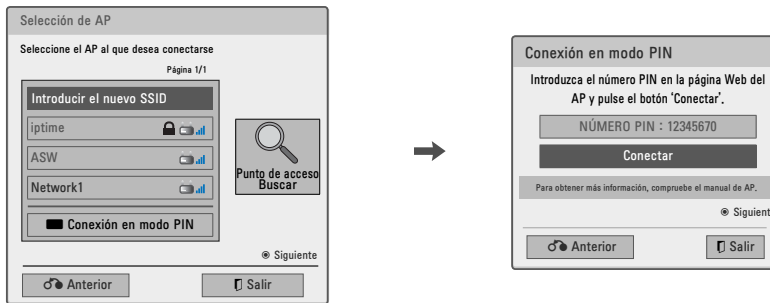 Selección de AP
Seleccione el AP al que desea conectarse
Página 1/1
Introducir el nuevo SSID
iptime
ASW
Network1
Conexión en modo PIN
Punto de acceso
Buscar
Siguiente
Anterior
Salir
Conexión en modo PIN
Introduzca el número PIN en la página Web del
AP y pulse el botón ‘Conectar’.
NÚMERO PIN : 12345670
Conectar
Para obtener más información, compruebe el manual de AP.
Siguient
Anterior
Salir